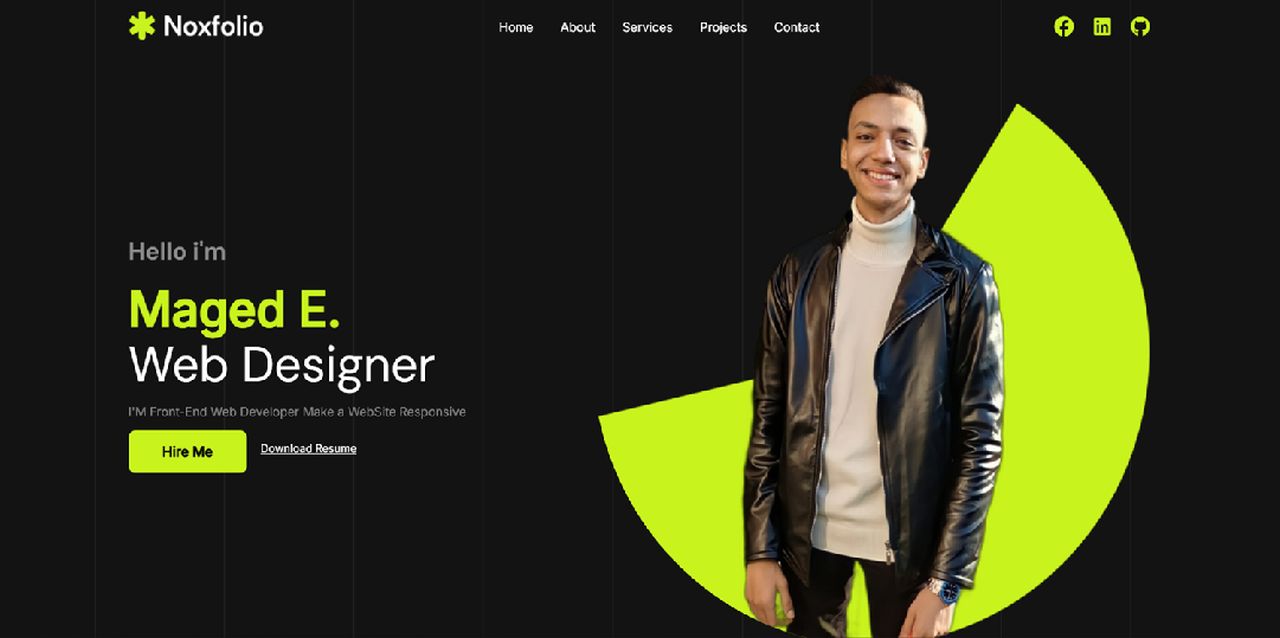 Noxfolio
Home About Services Projects Contact
Hello i'm
Maged E.
Web Designer
I'M Front-End Web Developer Make a WebSite Responsive
Hire Me Download Resume